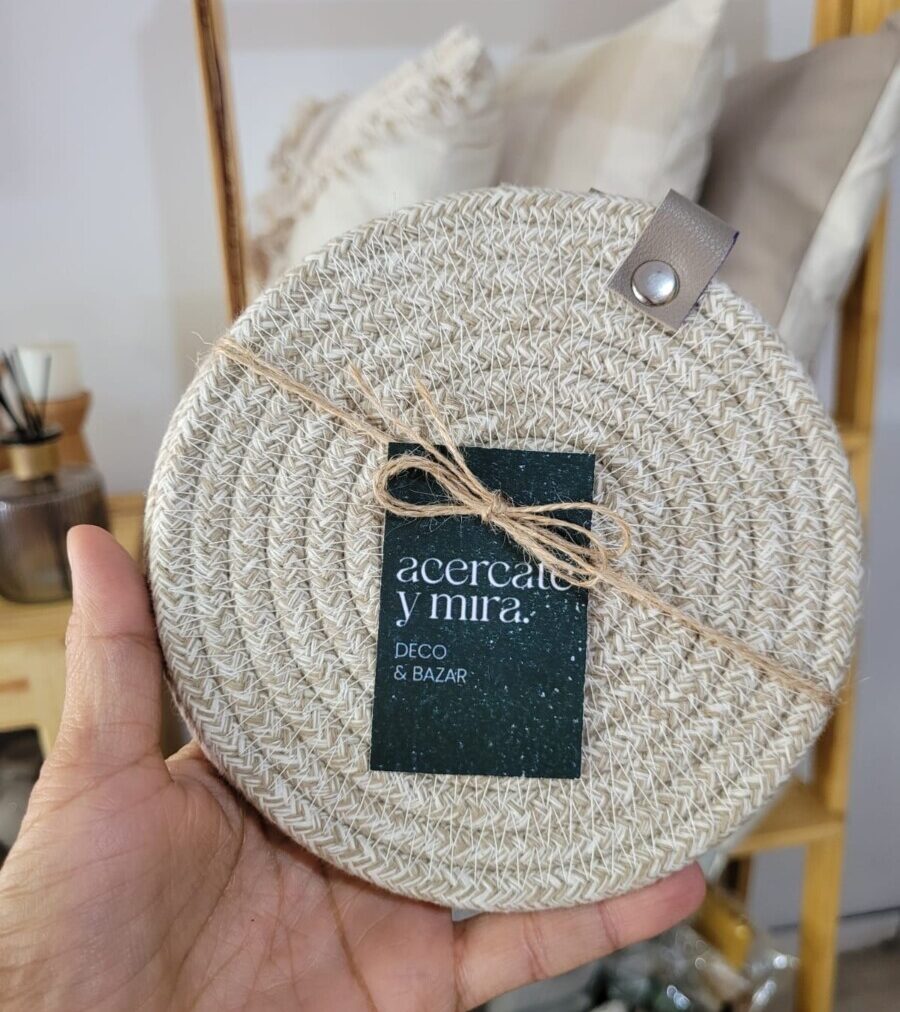 acercate
y mira.
DECO
& BAZAR